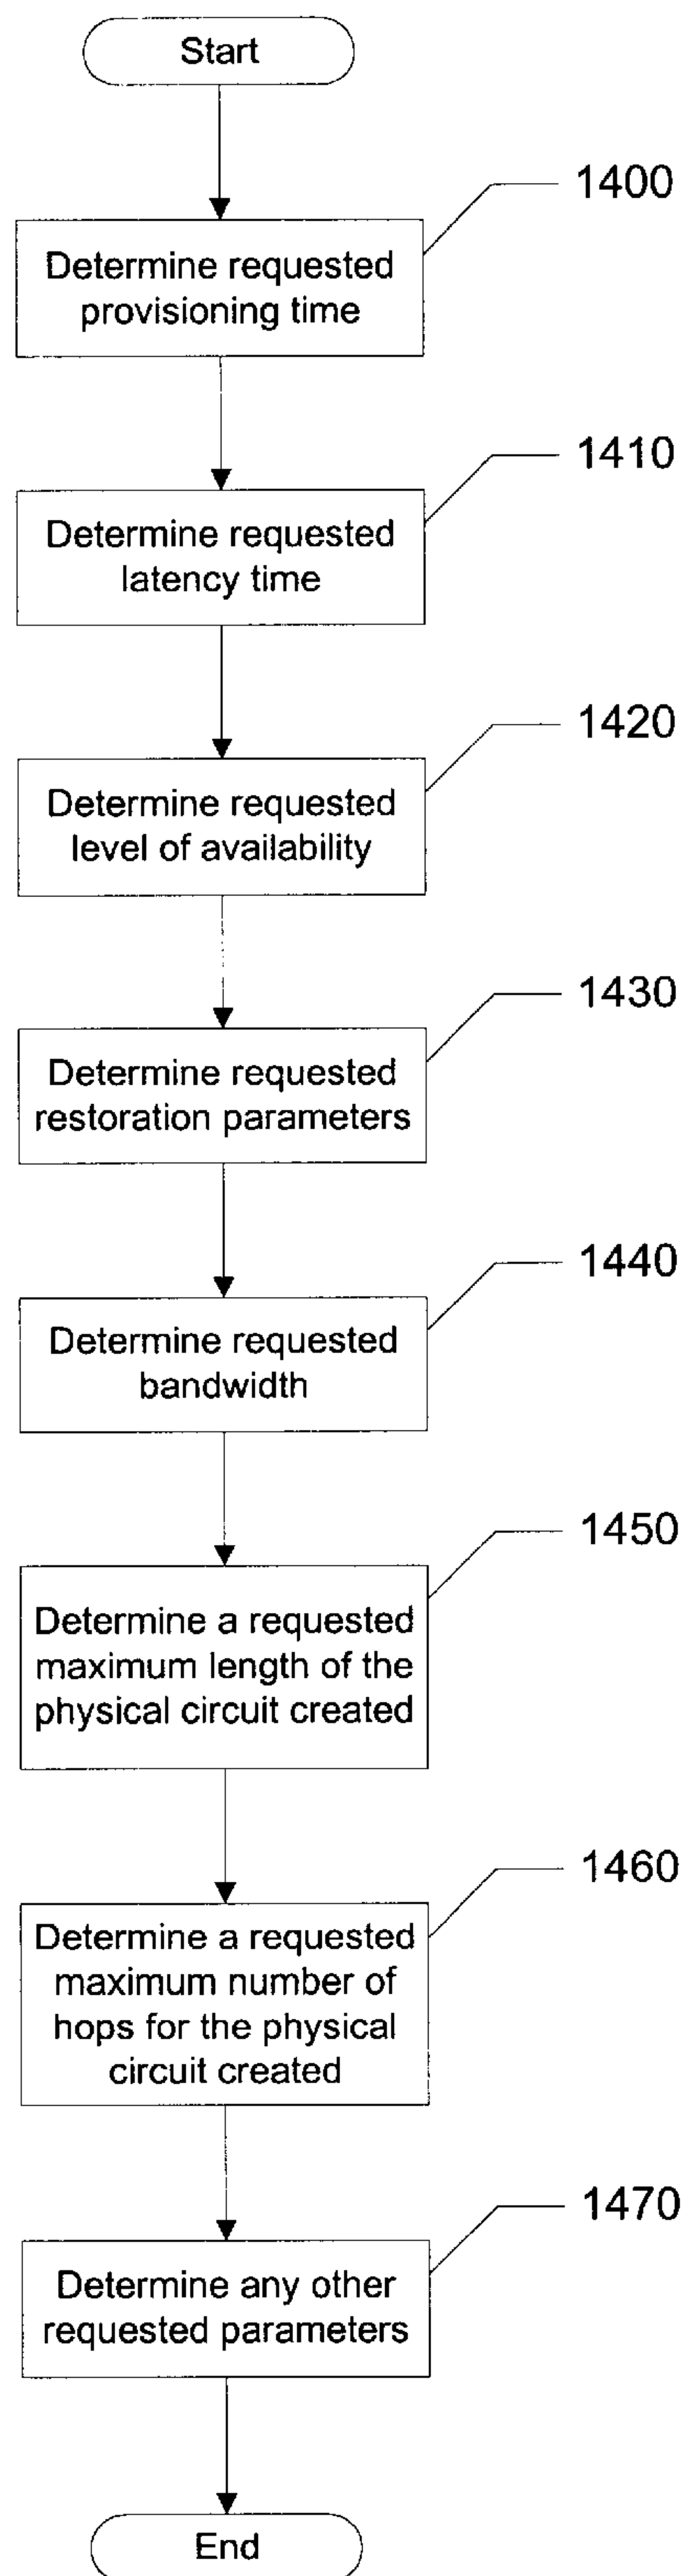 Start
1400
Determine requested
provisioning time
1410
Determine requested
latency time
1420
Determine requested
level of availability
1430
Determine requested
restoration parameters
1440
Determine requested
bandwidth
1450
Determine a requested
maximum length of the
physical circuit created
1460
Determine a requested
maximum number of
hops for the physical
circuit created
1470
Determine any other
requested parameters
End